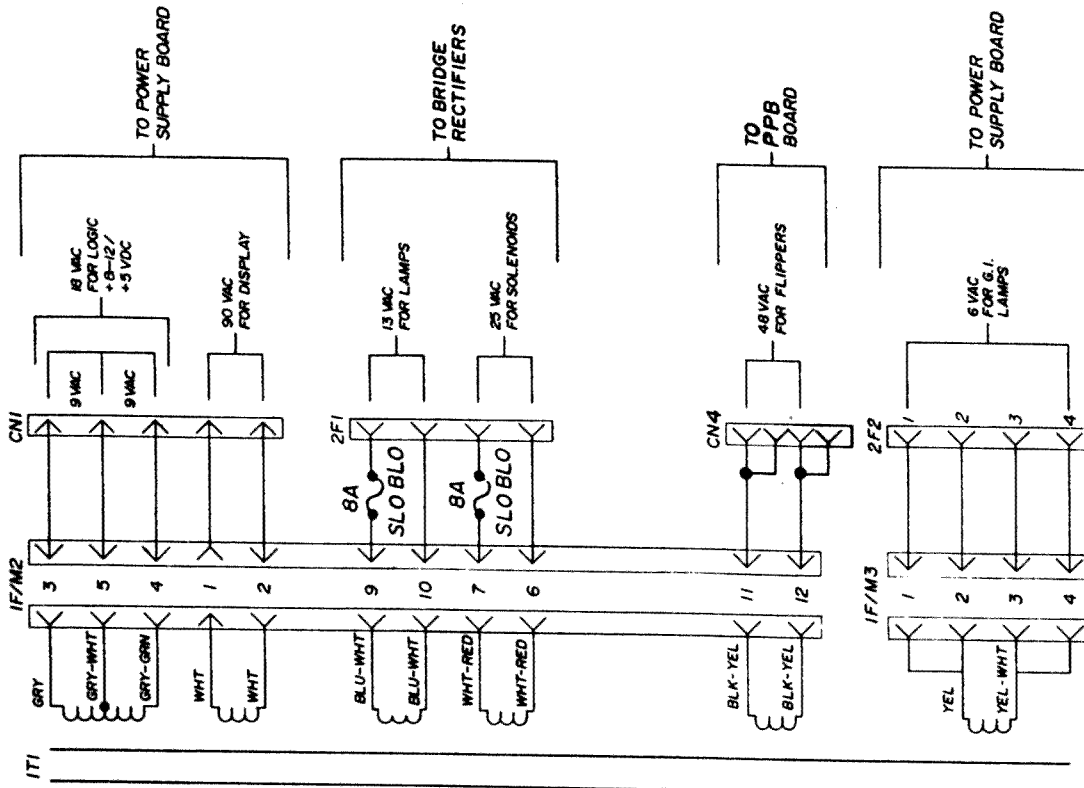 TO POWER
SUPPLY BOARD
TO BRIDGE
RECTIFIERS
TO
PPB
BOARD
TO POWER
SUPPLY BOARD
18 VAC
FOR LOGIC
+8-12/
+5 VDC
90 VAC
FOR DISPLAY
13 VAC
FOR LAMPS
25 VAC
FOR SOLENOIDS
48 VAC
FOR FLIPPERS
6 VAC
FOR G.I.
LAMPS
9 VAC
9 VAC
CN1
2F1
CN4
2F2
1
2
3
4
8A
SLO BLO
8A
SLO BLO
1F/M2
3
5
4
1
2
9
10
7
6
11
12
1F/M3
1
2
3
4
GRY
GRY-WHT
GRY-GRN
WHT
WHT
BLU-WHT
BLU-WHT
WHT-RED
WHT-RED
BLK-YEL
BLK-YEL
YEL
YEL-WHT
1T1